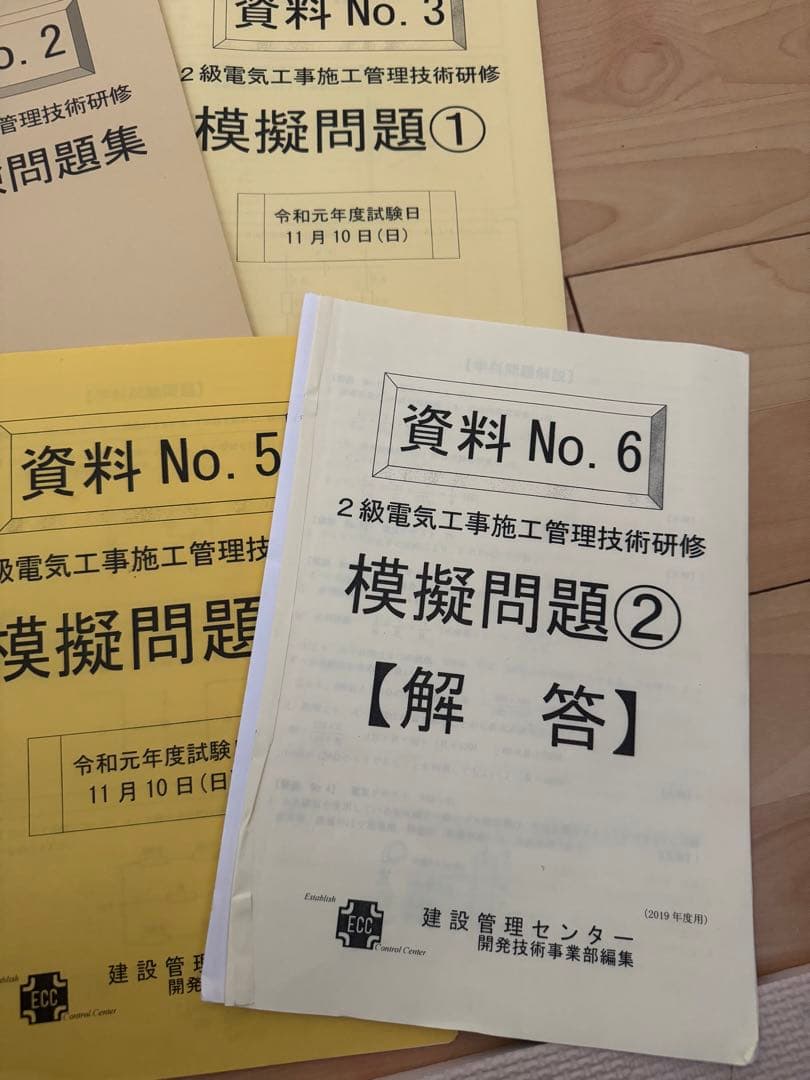 o. 2
管理技術研修
問題集
資料 No. 3
2級電気工事施工管理技術研修
模擬問題①
令和元年度試験日
11月10日(日)
資料 No. 5
級電気工事施工管理技
模擬問題
令和元年度試験
11月10日(日)
ECC
Control Center
建設管
開発
資料 No. 6
2級電気工事施工管理技術研修
模擬問題②
【解 答】
(2019年度用)
Establish
ECC
Control Center
建設管理センター
開発技術事業部編集